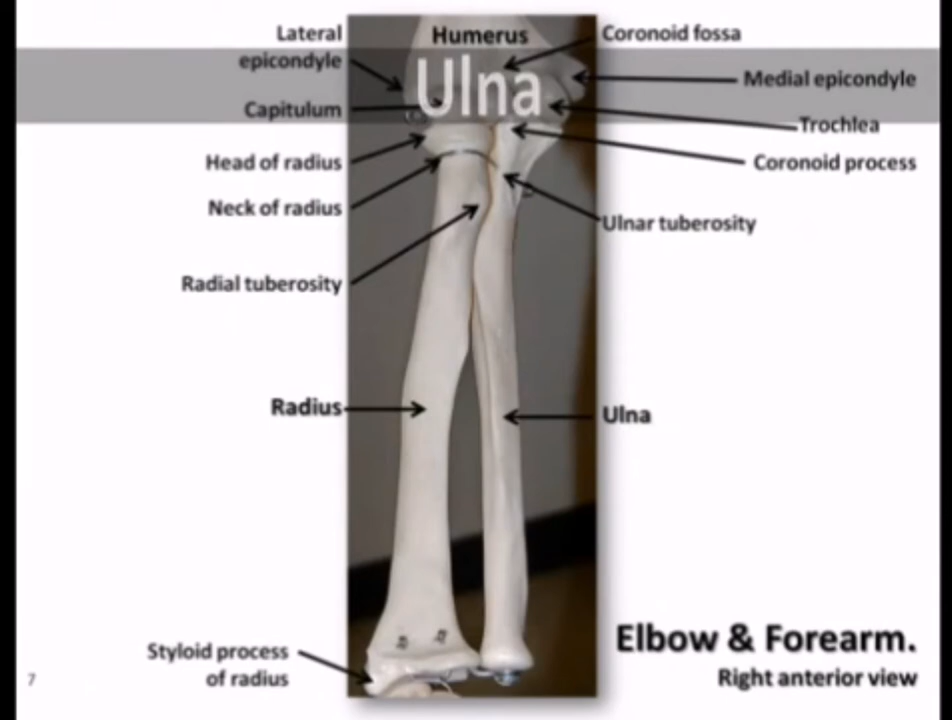 Lateral
epicondyle
Humerus
Coronoid fossa
Ulna
Medial epicondyle
Capitulum
Trochlea
Head of radius
Coronoid process
Neck of radius
Ulnar tuberosity
Radial tuberosity
Radius
Ulna
Styloid process
of radius
Elbow & Forearm.
Right anterior view
7